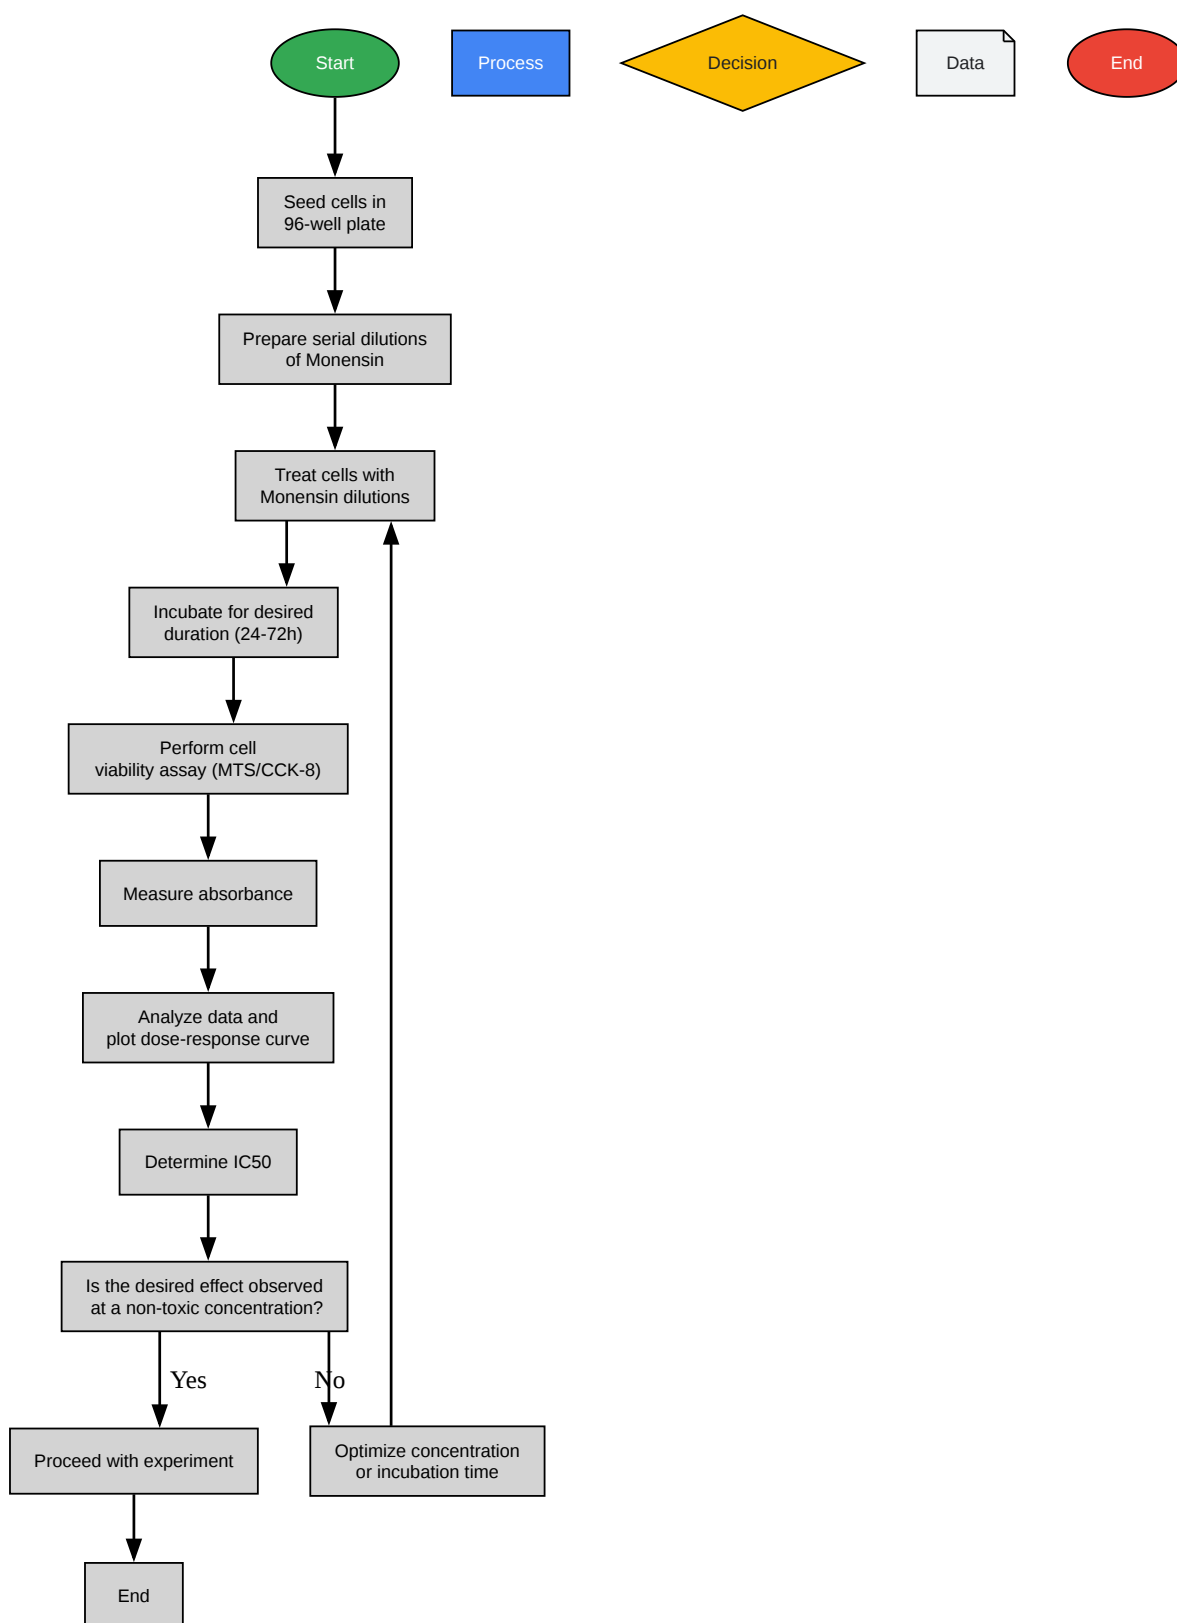 Start
Process
Decision
Data
End
Seed cells in
96-well plate
Prepare serial dilutions
of Monensin
Treat cells with
Monensin dilutions
Incubate for desired
duration (24-72h)
Perform cell
viability assay (MTS/CCK-8)
Measure absorbance
Analyze data and
plot dose-response curve
Determine IC50
Is the desired effect observed
at a non-toxic concentration?
Yes
No
Proceed with experiment
Optimize concentration
or incubation time
End